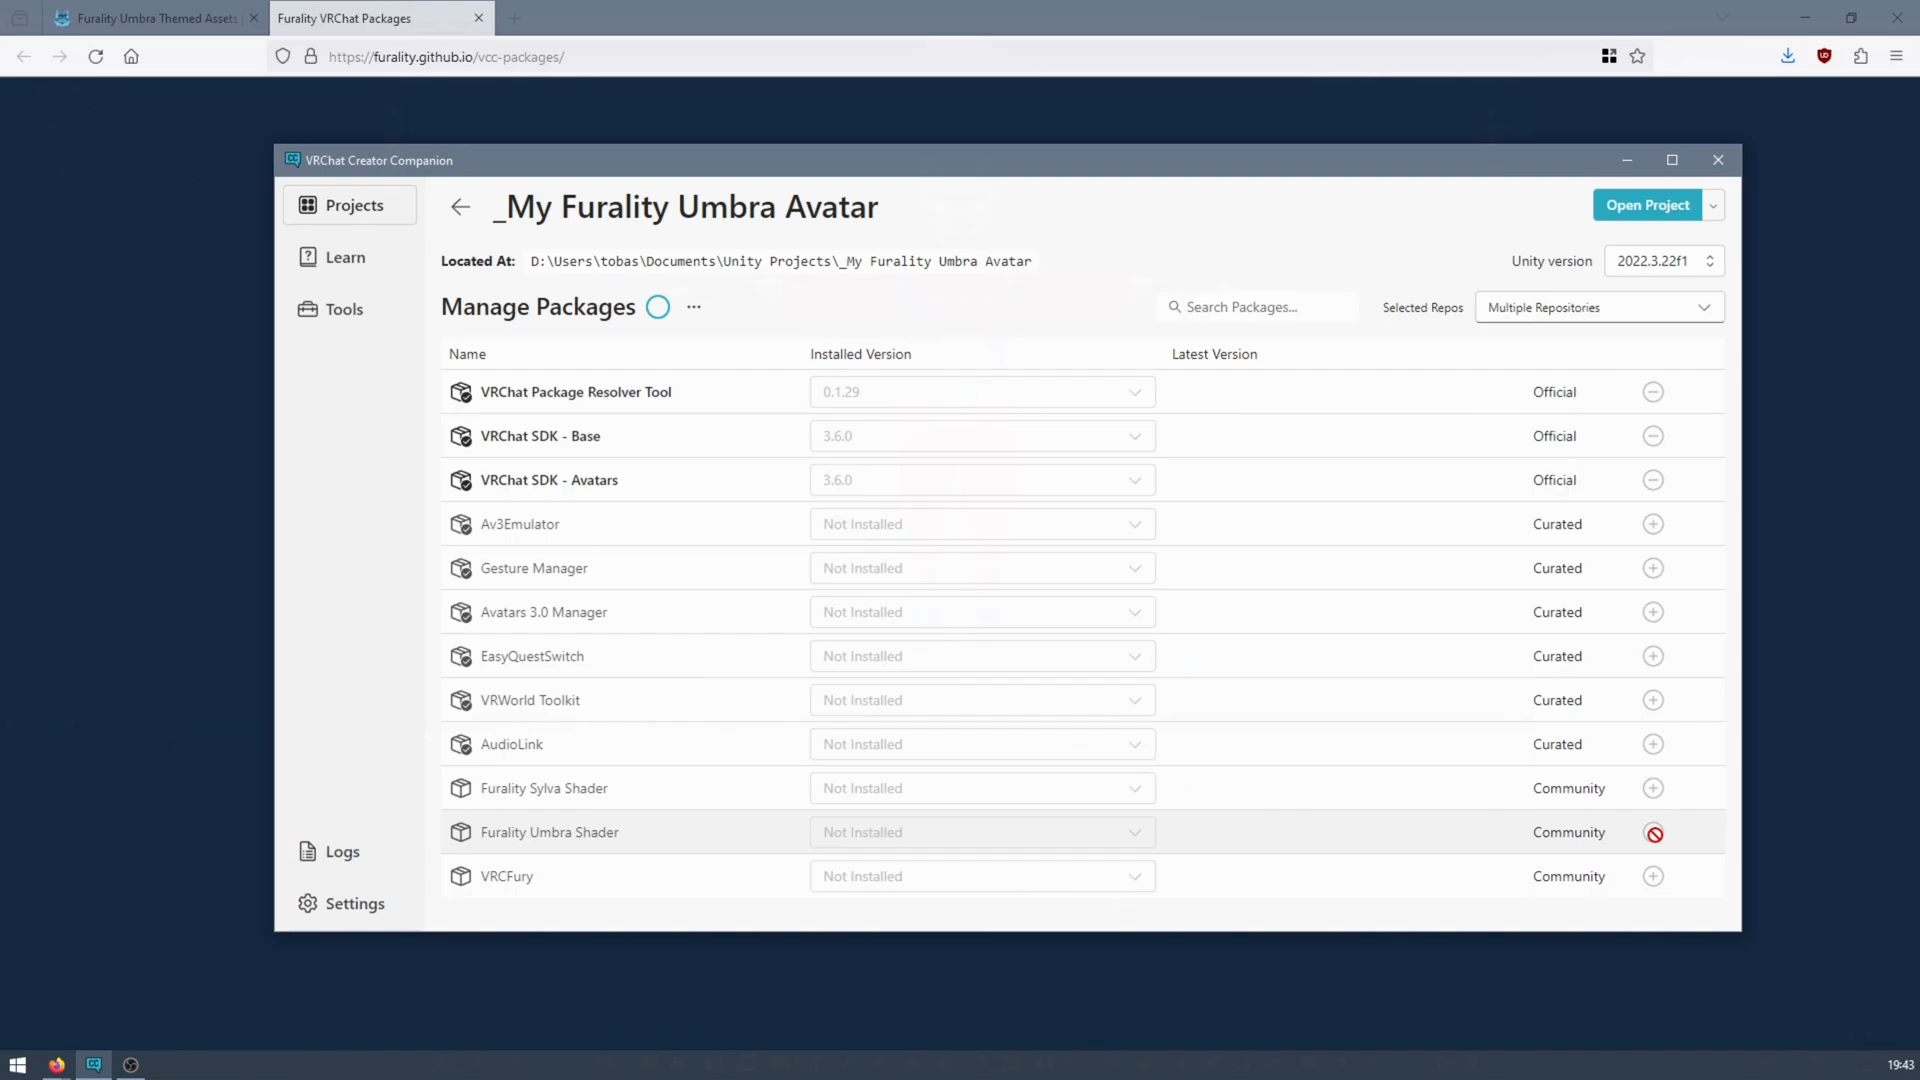 Furality Umbra Themed Assets
Furality VRChat Packages
https://furality.github.io/vcc-packages/
VRChat Creator Companion
Projects
Learn
Tools
Logs
Settings
_My Furality Umbra Avatar
Open Project
Located At: D:\Users\tobas\Documents\Unity Projects\_My Furality Umbra Avatar
Unity version 2022.3.22f1
Manage Packages
Search Packages...
Selected Repos Multiple Repositories
Name Installed Version Latest Version
VRChat Package Resolver Tool 0.1.29 Official
VRChat SDK - Base 3.6.0 Official
VRChat SDK - Avatars 3.6.0 Official
Av3Emulator Not Installed Curated
Gesture Manager Not Installed Curated
Avatars 3.0 Manager Not Installed Curated
EasyQuestSwitch Not Installed Curated
VRWorld Toolkit Not Installed Curated
AudioLink Not Installed Curated
Furality Sylva Shader Not Installed Community
Furality Umbra Shader Not Installed Community
VRCFury Not Installed Community
19:43